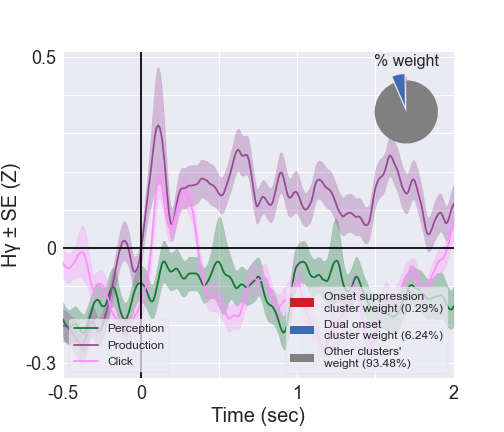 % weight
0.5
0
-0.3
Hγ ± SE (Z)
Perception
Production
Click
Onset suppression
cluster weight (0.29%)
Dual onset
cluster weight (6.24%)
Other clusters'
weight (93.48%)
-0.5
0
1
2
Time (sec)